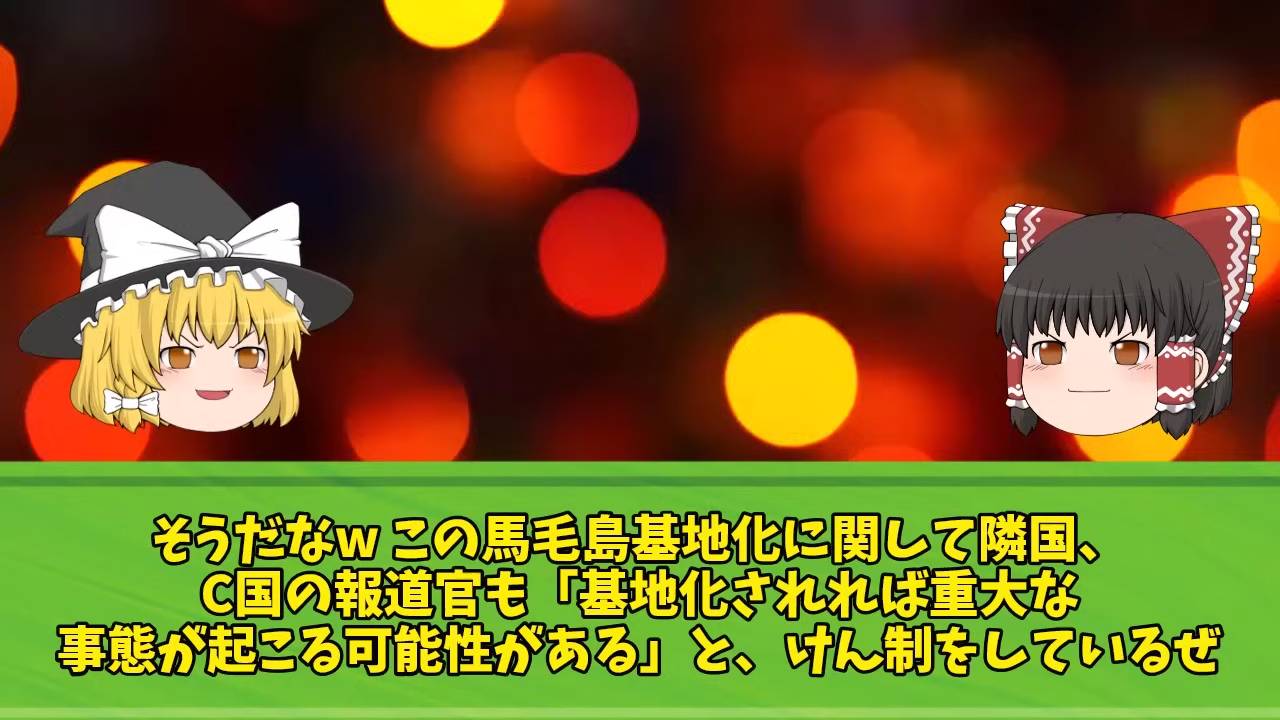 そうだなw この馬毛島基地化に関して隣国、
C国の報道官も「基地化されれば重大な
事態が起こる可能性がある」と、けん制をしているぜ